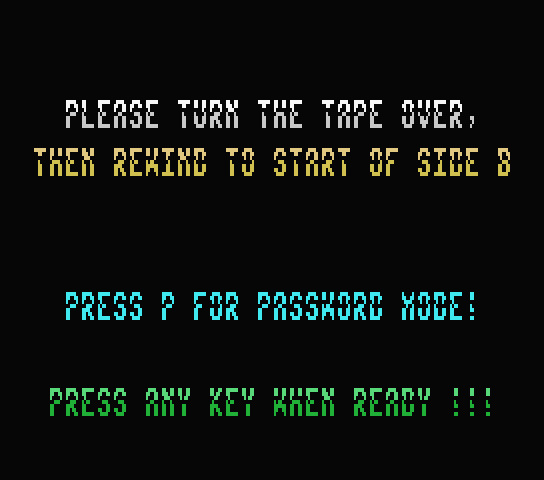 PLEASE TURN THE TAPE OVER,
THEN REWIND TO START OF SIDE B
PRESS P FOR PASSWORD MODE!
PRESS ANY KEY WHEN READY !!!